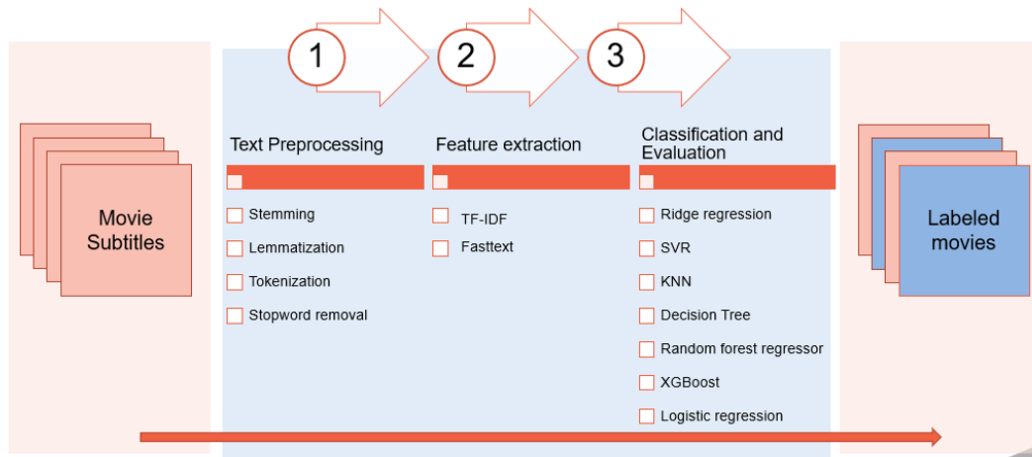 1
2
3
Movie
Subtitles
Text Preprocessing
Stemming
Lemmatization
Tokenization
Stopword removal
Feature extraction
TF-IDF
Fasttext
Classification and
Evaluation
Ridge regression
SVR
KNN
Decision Tree
Random forest regressor
XGBoost
Logistic regression
Labeled
movies